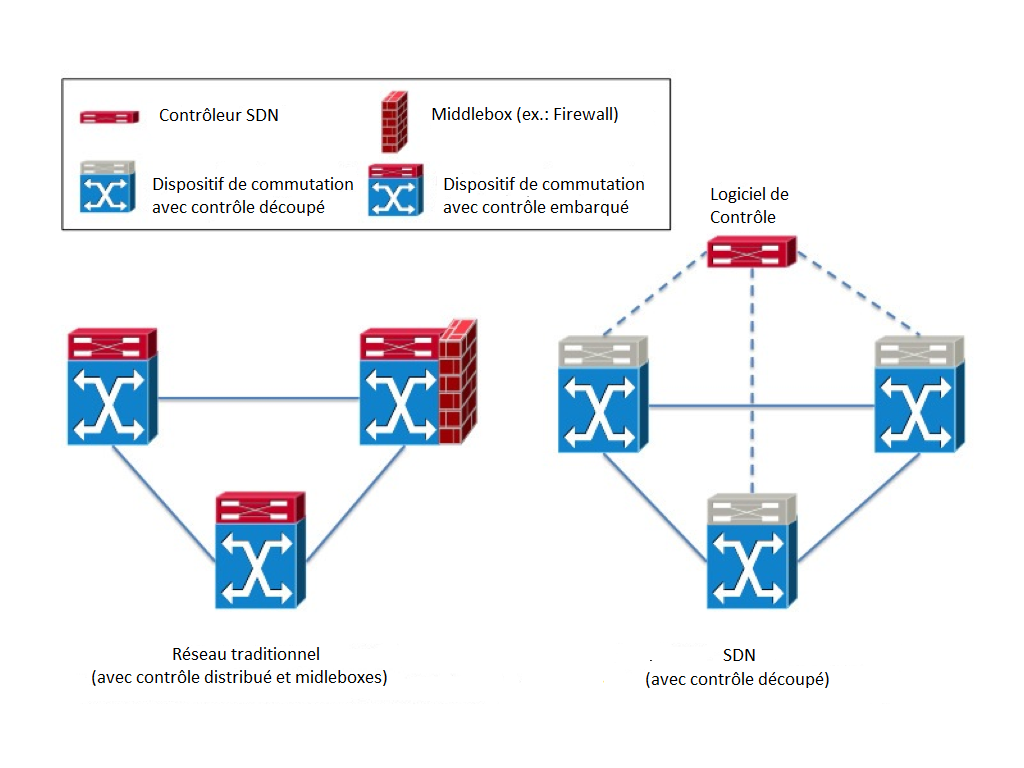 Contrôleur SDN
Middlebox (ex.: Firewall)
Dispositif de commutation
avec contrôle découpé
Dispositif de commutation
avec contrôle embarqué
Logiciel de
Contrôle
Réseau traditionnel
(avec contrôle distribué et midleboxes)
SDN
(avec contrôle découpé)